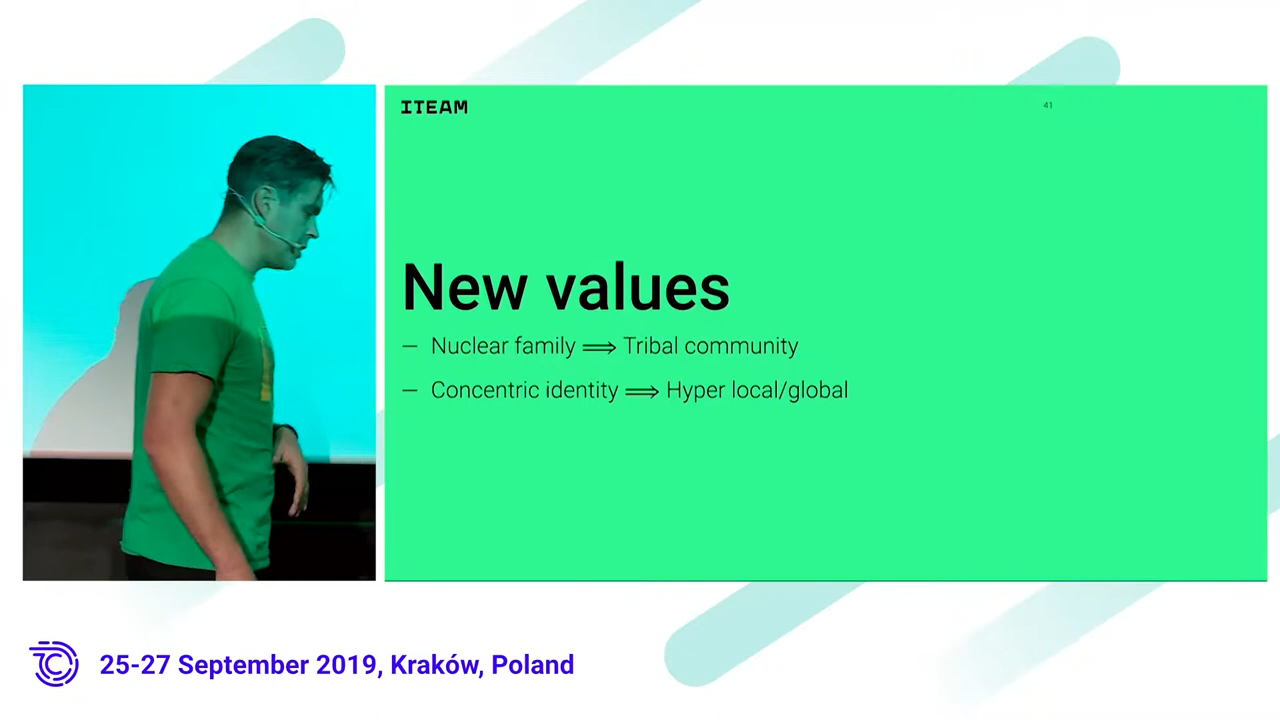 ITEAM
41
New values
— Nuclear family ⟹ Tribal community
— Concentric identity ⟹ Hyper local/global
25-27 September 2019, Kraków, Poland